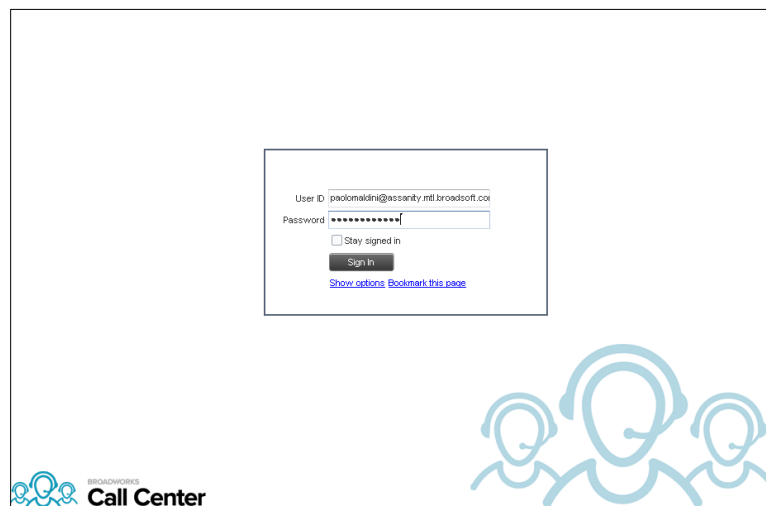 User ID paolomaldini@assanity.mtl.broadsoft.co
Password ••••••••••••
Stay signed in
Sign In
Show options Bookmark this page
BROADWORKS
Call Center